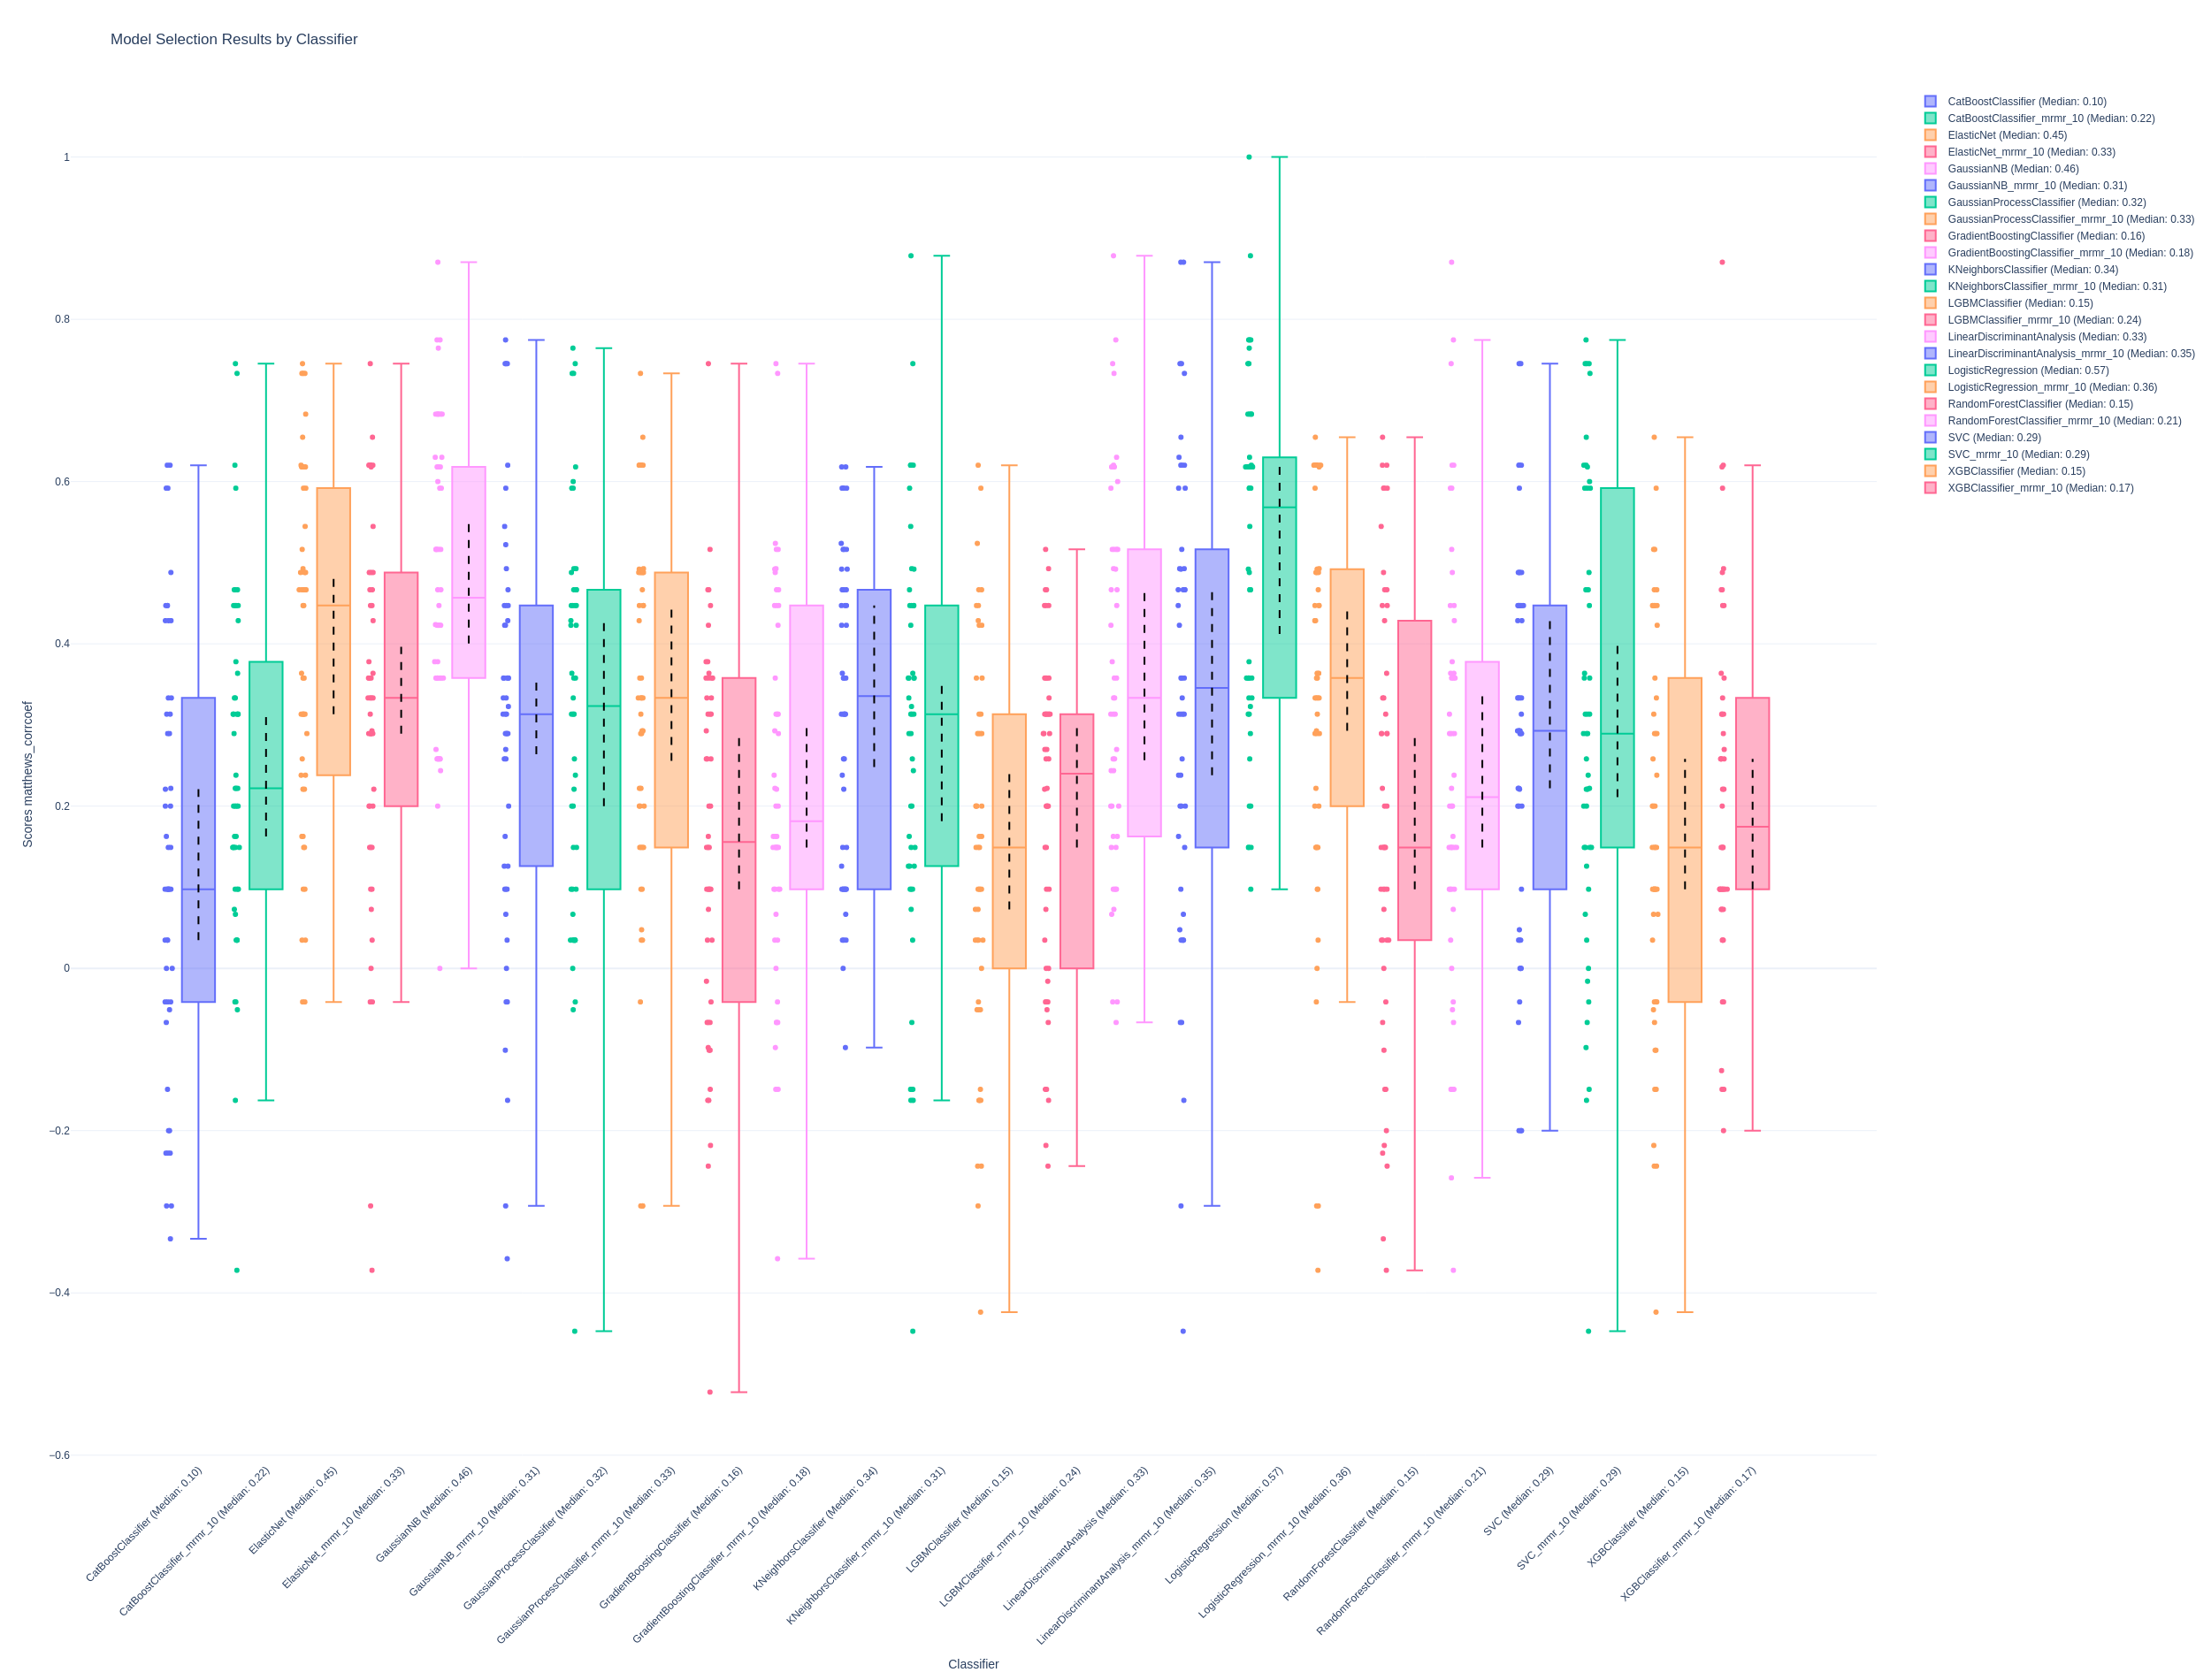 Model Selection Results by Classifier
CatBoostClassifier (Median: 0.10)
CatBoostClassifier_mrmr_10 (Median: 0.22)
ElasticNet (Median: 0.45)
ElasticNet_mrmr_10 (Median: 0.33)
GaussianNB (Median: 0.46)
GaussianNB_mrmr_10 (Median: 0.31)
GaussianProcessClassifier (Median: 0.32)
GaussianProcessClassifier_mrmr_10 (Median: 0.33)
GradientBoostingClassifier (Median: 0.16)
GradientBoostingClassifier_mrmr_10 (Median: 0.18)
KNeighborsClassifier (Median: 0.34)
KNeighborsClassifier_mrmr_10 (Median: 0.31)
LGBMClassifier (Median: 0.15)
LGBMClassifier_mrmr_10 (Median: 0.24)
LinearDiscriminantAnalysis (Median: 0.33)
LinearDiscriminantAnalysis_mrmr_10 (Median: 0.35)
LogisticRegression (Median: 0.57)
LogisticRegression_mrmr_10 (Median: 0.36)
RandomForestClassifier (Median: 0.15)
RandomForestClassifier_mrmr_10 (Median: 0.21)
SVC (Median: 0.29)
SVC_mrmr_10 (Median: 0.29)
XGBClassifier (Median: 0.15)
XGBClassifier_mrmr_10 (Median: 0.17)
Scores matthews_corrcoef
1
0.8
0.6
0.4
0.2
0
−0.2
−0.4
−0.6
CatBoostClassifier (Median: 0.10)
CatBoostClassifier_mrmr_10 (Median: 0.22)
ElasticNet (Median: 0.45)
ElasticNet_mrmr_10 (Median: 0.33)
GaussianNB (Median: 0.46)
GaussianNB_mrmr_10 (Median: 0.31)
GaussianProcessClassifier (Median: 0.32)
GaussianProcessClassifier_mrmr_10 (Median: 0.33)
GradientBoostingClassifier (Median: 0.16)
GradientBoostingClassifier_mrmr_10 (Median: 0.18)
KNeighborsClassifier (Median: 0.34)
KNeighborsClassifier_mrmr_10 (Median: 0.31)
LGBMClassifier (Median: 0.15)
LGBMClassifier_mrmr_10 (Median: 0.24)
LinearDiscriminantAnalysis (Median: 0.33)
LinearDiscriminantAnalysis_mrmr_10 (Median: 0.35)
LogisticRegression (Median: 0.57)
LogisticRegression_mrmr_10 (Median: 0.36)
RandomForestClassifier (Median: 0.15)
RandomForestClassifier_mrmr_10 (Median: 0.21)
SVC (Median: 0.29)
SVC_mrmr_10 (Median: 0.29)
XGBClassifier (Median: 0.15)
XGBClassifier_mrmr_10 (Median: 0.17)
Classifier